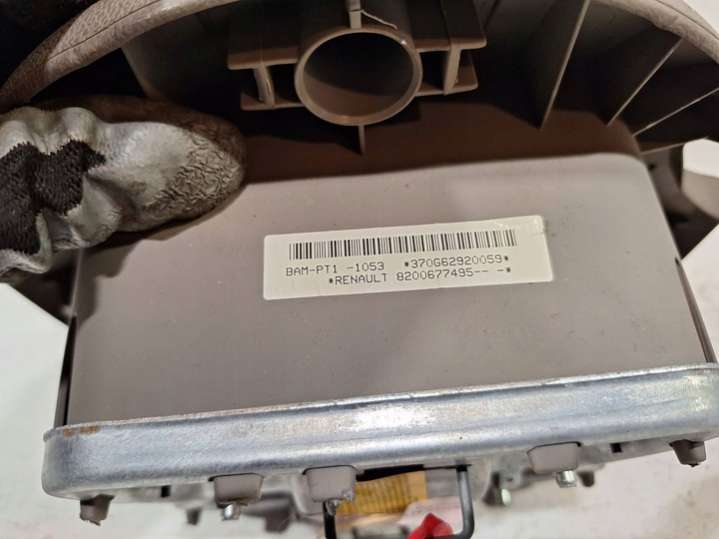 BAM-PT1 -1053 *370G62920059*
*RENAULT 8200677495-- -*